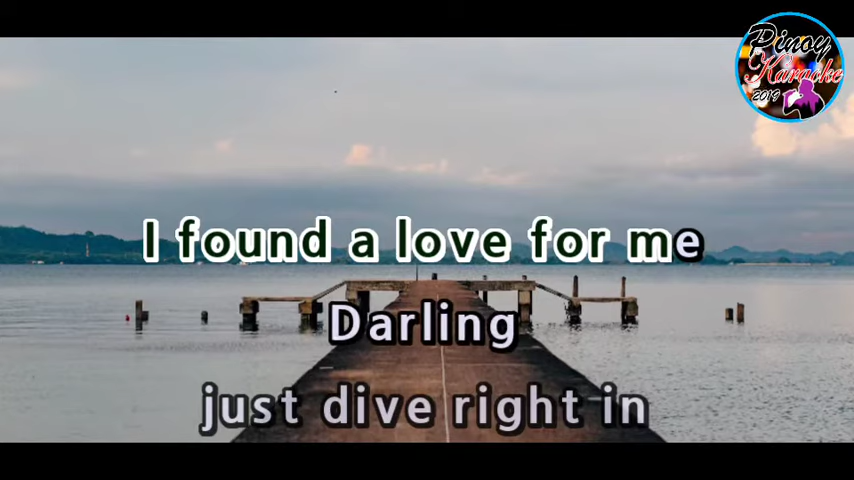 Pinoy
Karaoke
2019
I found a love for me
Darling
just dive right in